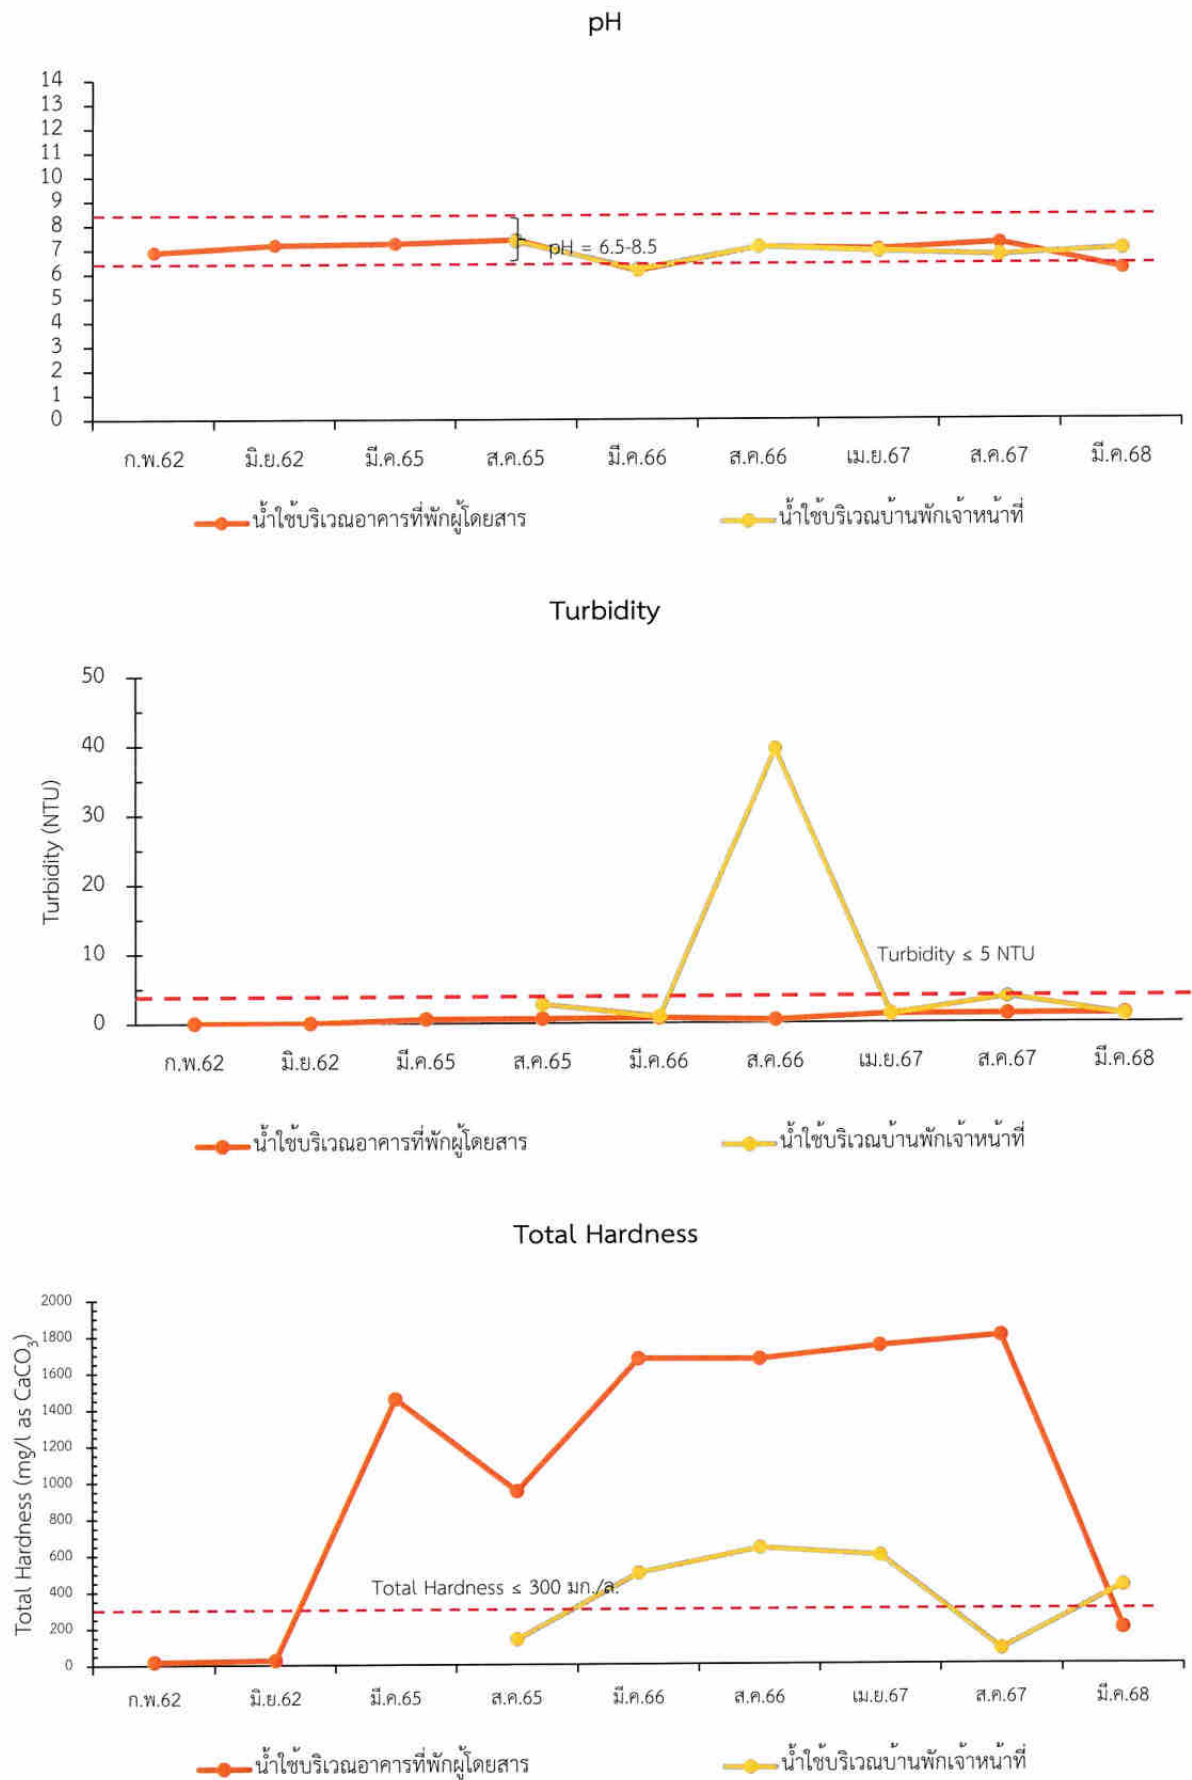 pH
14
13
12
11
10
9
8
7
6
5
4
3
2
1
0
pH = 6.5-8.5
ก.พ.62 มิ.ย.62 มี.ค.65 ส.ค.65 มี.ค.66 ส.ค.66 เม.ย.67 ส.ค.67 มี.ค.68
น้ำใช้บริเวณอาคารที่พักผู้โดยสาร น้ำใช้บริเวณบ้านพักเจ้าหน้าที่
Turbidity
Turbidity (NTU)
50
40
30
20
10
0
Turbidity ≤ 5 NTU
ก.พ.62 มิ.ย.62 มี.ค.65 ส.ค.65 มี.ค.66 ส.ค.66 เม.ย.67 ส.ค.67 มี.ค.68
น้ำใช้บริเวณอาคารที่พักผู้โดยสาร น้ำใช้บริเวณบ้านพักเจ้าหน้าที่
Total Hardness
Total Hardness (mg/l as CaCO₃)
2000
1800
1600
1400
1200
1000
800
600
400
200
0
Total Hardness ≤ 300 มก./ล.
ก.พ.62 มิ.ย.62 มี.ค.65 ส.ค.65 มี.ค.66 ส.ค.66 เม.ย.67 ส.ค.67 มี.ค.68
น้ำใช้บริเวณอาคารที่พักผู้โดยสาร น้ำใช้บริเวณบ้านพักเจ้าหน้าที่